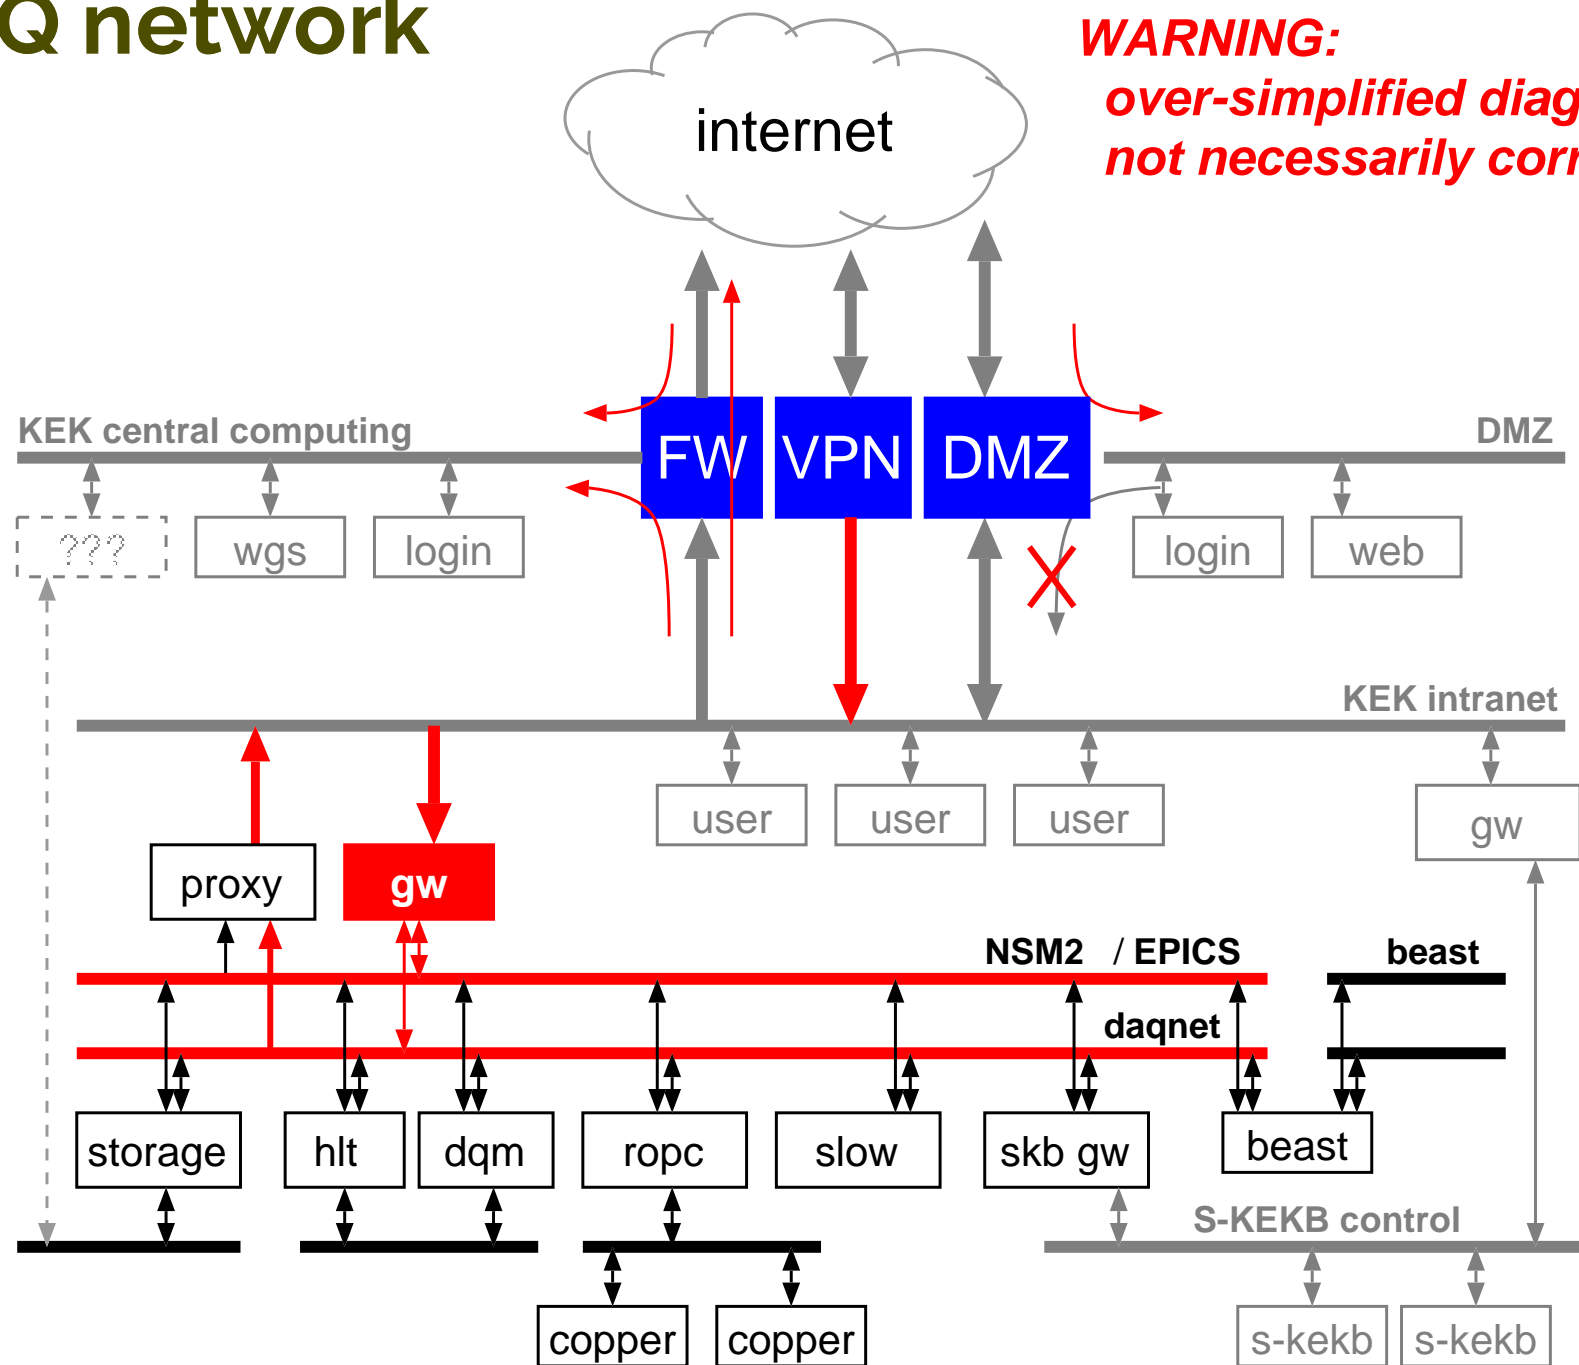 Q network
WARNING:
over-simplified diag
not necessarily corr
internet
KEK central computing
FW
VPN
DMZ
DMZ
???
wgs
login
login
web
KEK intranet
user
user
user
gw
proxy
gw
NSM2 / EPICS
beast
daqnet
storage
hlt
dqm
ropc
slow
skb gw
beast
S-KEKB control
copper
copper
s-kekb
s-kekb